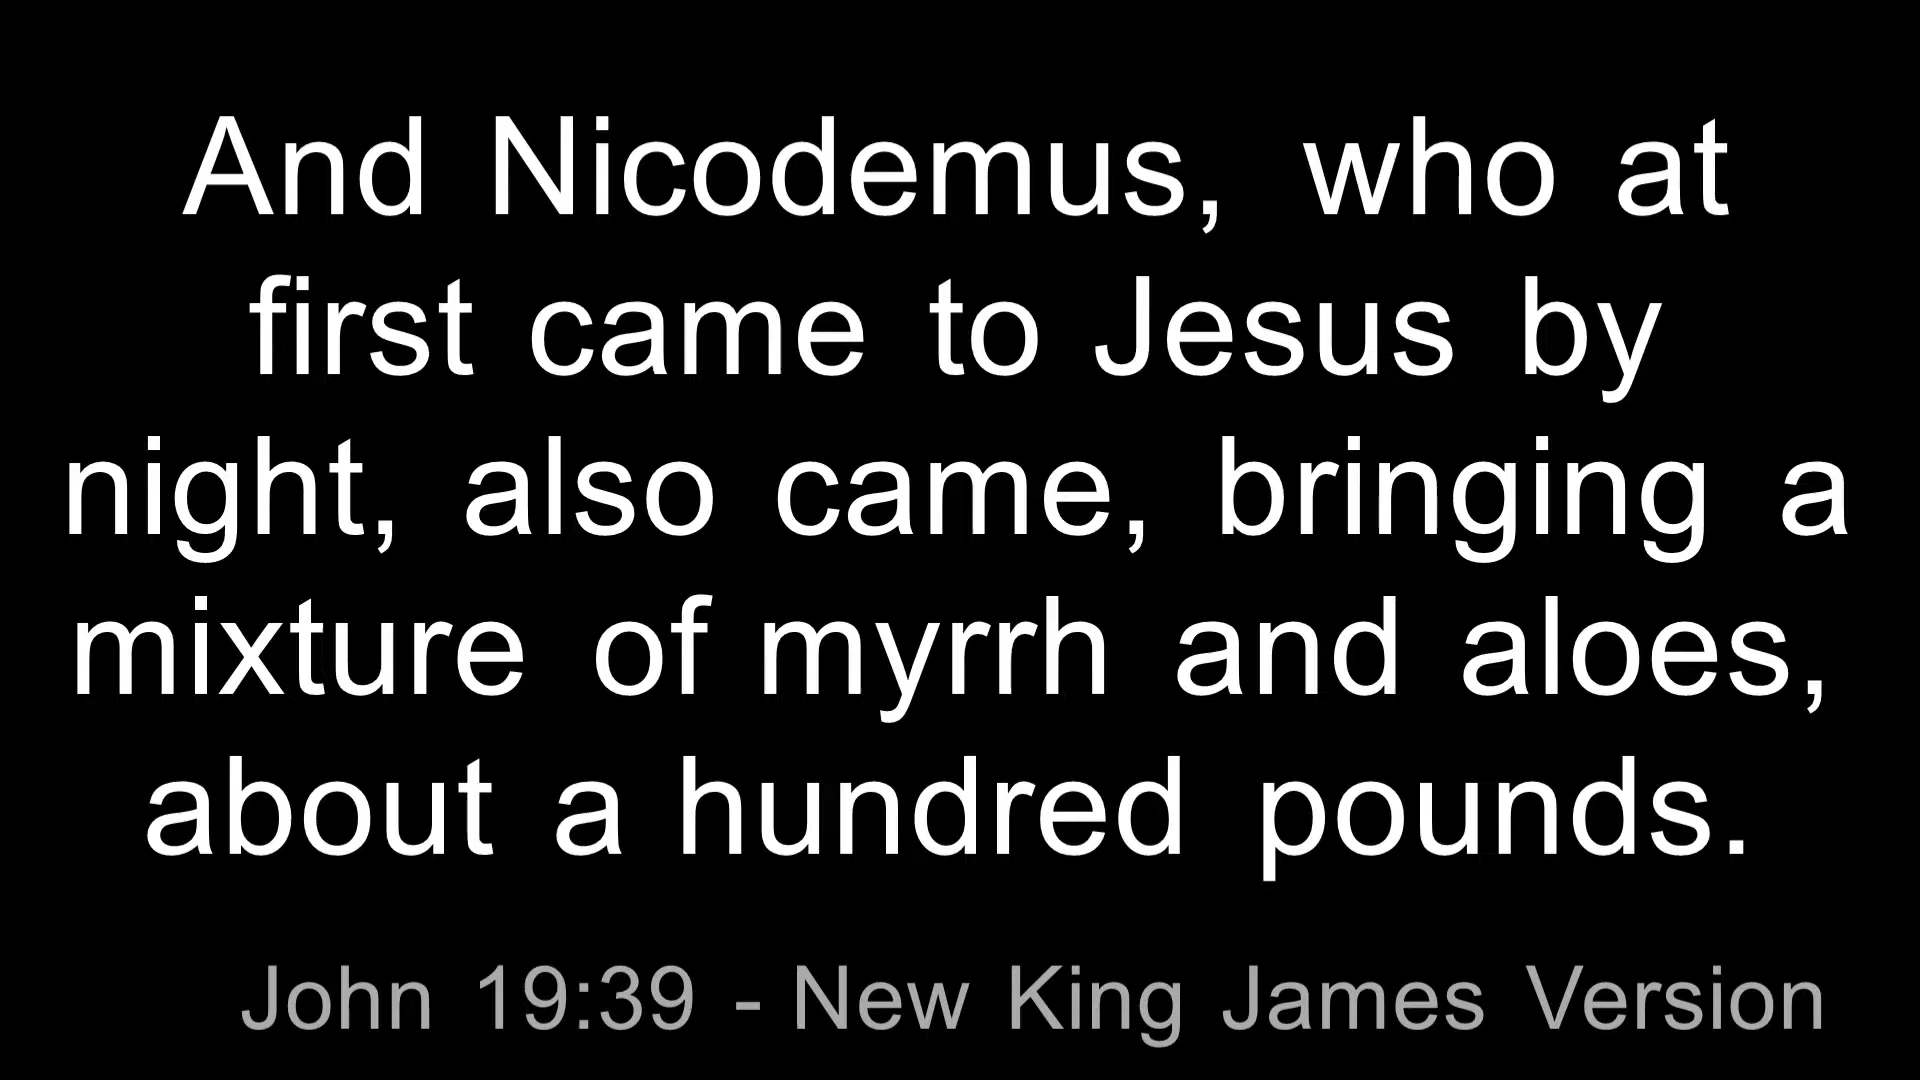 And Nicodemus, who at
first came to Jesus by
night, also came, bringing a
mixture of myrrh and aloes,
about a hundred pounds.
John 19:39 - New King James Version